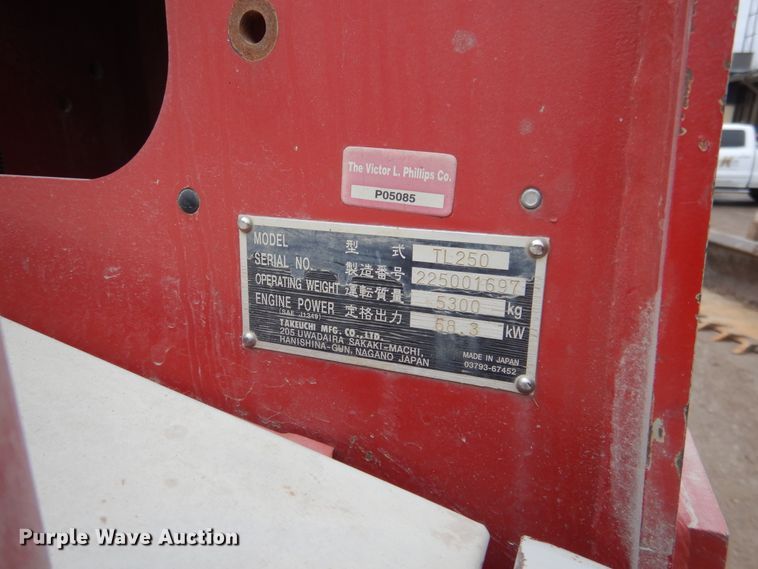 The Victor L. Phillips Co.
P05085
MODEL 型 式 TL250
SERIAL NO. 製造番号 225001697
OPERATING WEIGHT 運転質量 5300 kg
ENGINE POWER 定格出力 58.3 kW
(SAE J1349)
TAKEUCHI MFG. CO., LTD.
205 UWADAIRA SAKAKI-MACHI,
HANISHINA-GUN, NAGANO JAPAN
MADE IN JAPAN
03793-67452
Purple Wave Auction